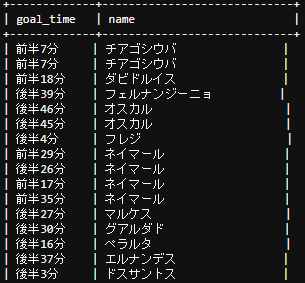 goal_time name
前半7分 チアゴシウバ
前半7分 チアゴシウバ
前半18分 ダビドルイス
後半39分 フェルナンジーニョ
後半46分 オスカル
後半45分 オスカル
後半4分 フレジ
前半29分 ネイマール
後半26分 ネイマール
前半17分 ネイマール
前半35分 ネイマール
後半27分 マルケス
後半30分 グアルダド
後半16分 ペラルタ
後半37分 エルナンデス
後半3分 ドスサントス